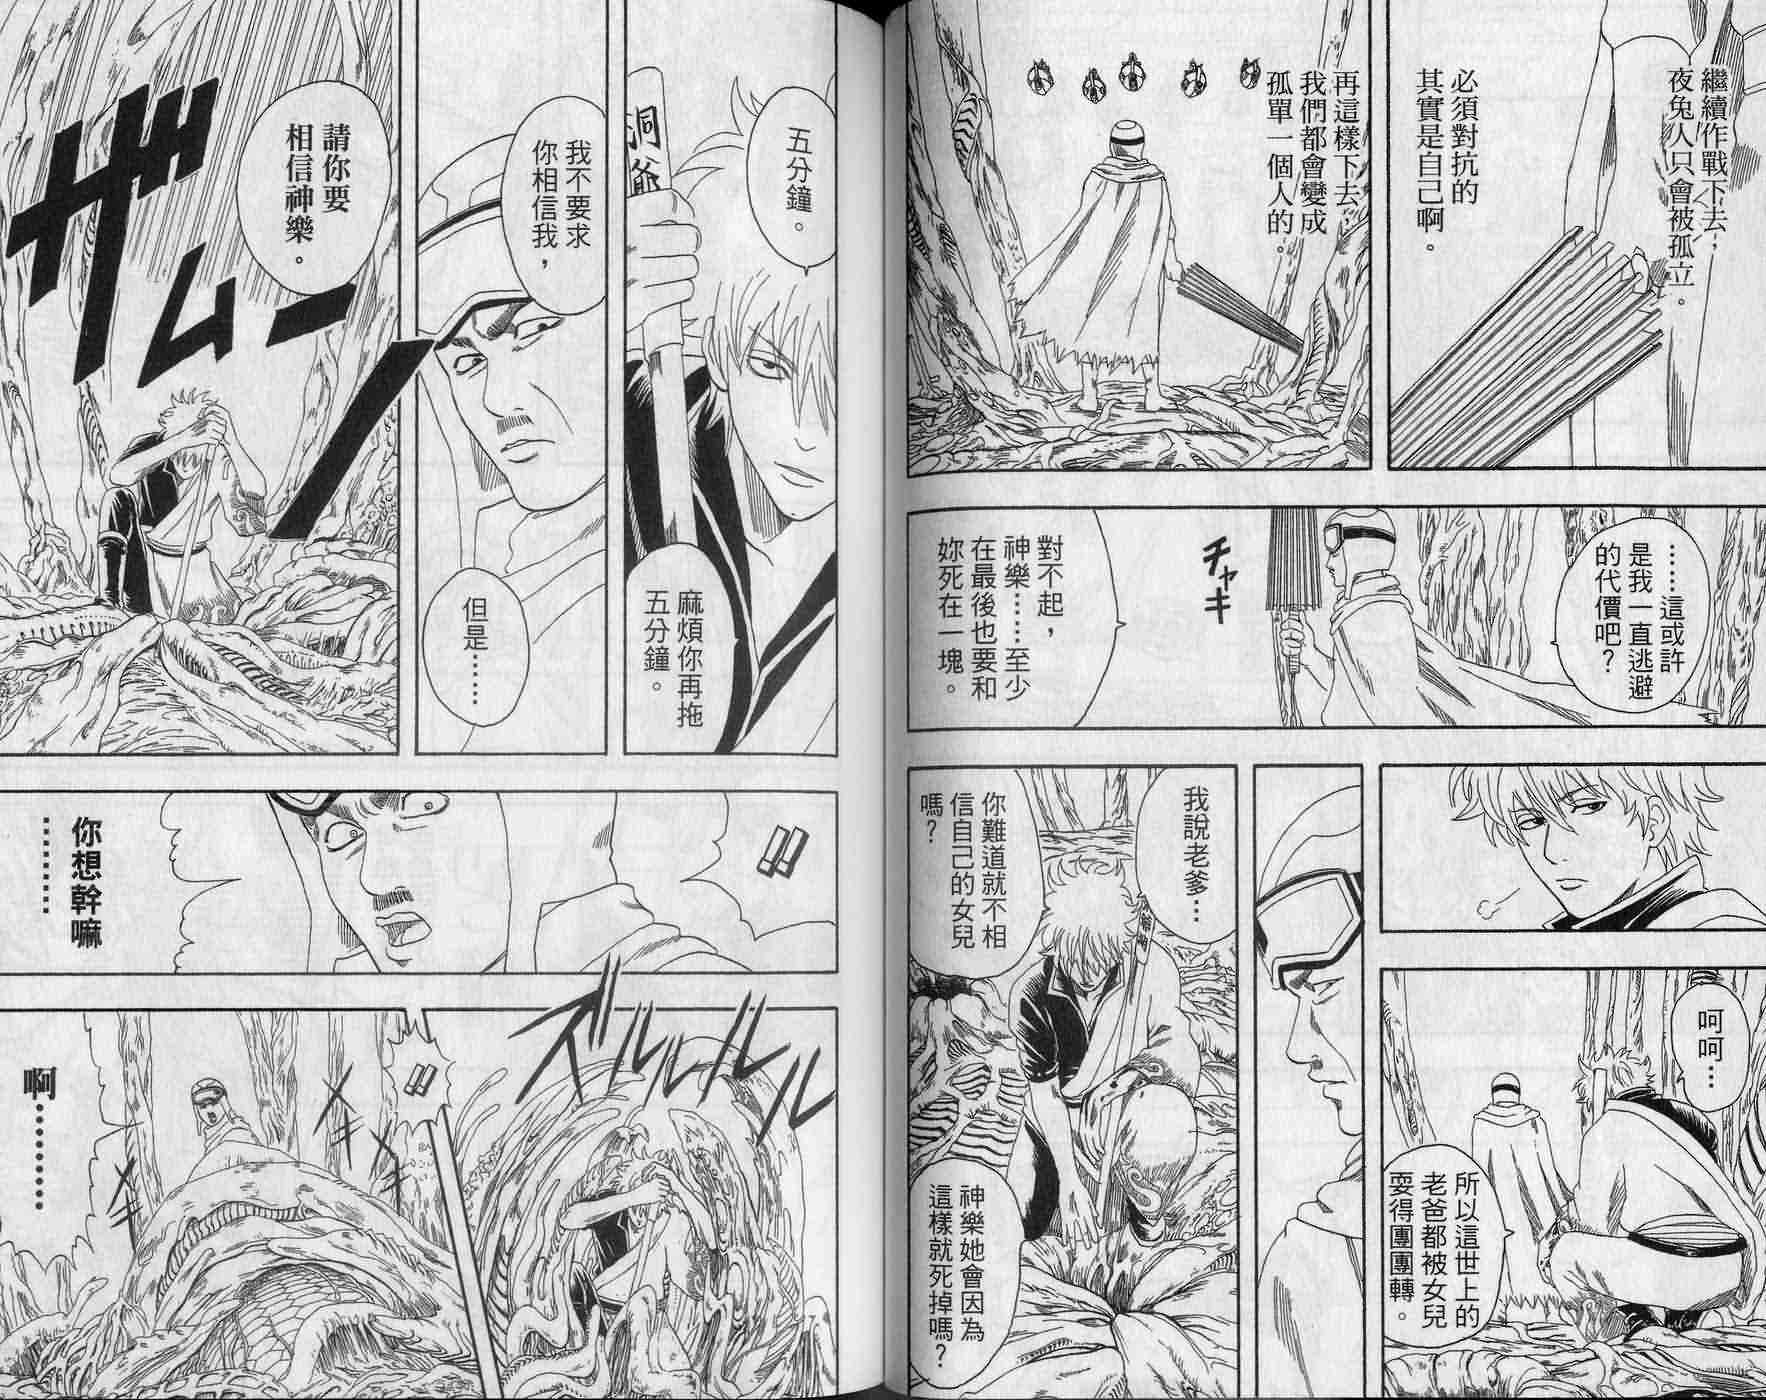 繼續作戰下去，
夜兔人只會被孤立。
必須對抗的
其實是自己啊。
再這樣下去，
我們都會變成
孤單一個人的。
……這或許
是我一直逃避
的代價吧？
チャキ
對不起，
神樂……至少
在最後也要和
妳死在一塊。
呵呵…
所以這世上的
老爸都被女兒
耍得團團轉。
我說老爹…
你難道就不相
信自己的女兒
嗎？
神樂她會因為
這樣就死掉嗎？
五分鐘。
洞爺
麻煩你再拖
五分鐘。
我不要求
你相信我，
但是……
請你要
相信神樂。
ザムー
!!
你想幹嘛
…………
ズルルルル
!!
啊…………